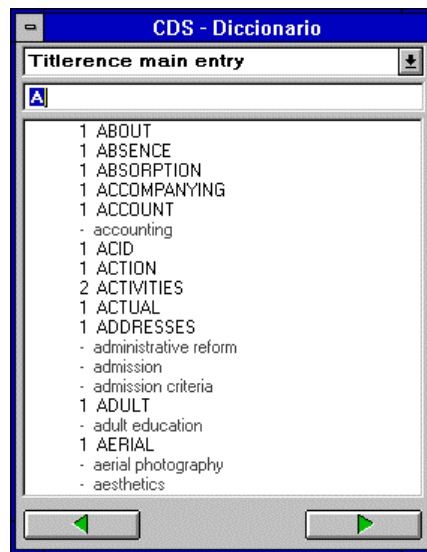 CDS - Diccionario
Titlerence main entry
A
1 ABOUT
1 ABSENCE
1 ABSORPTION
1 ACCOMPANYING
1 ACCOUNT
- accounting
1 ACID
1 ACTION
2 ACTIVITIES
1 ACTUAL
1 ADDRESSES
- administrative reform
- admission
- admission criteria
1 ADULT
- adult education
1 AERIAL
- aerial photography
- aesthetics